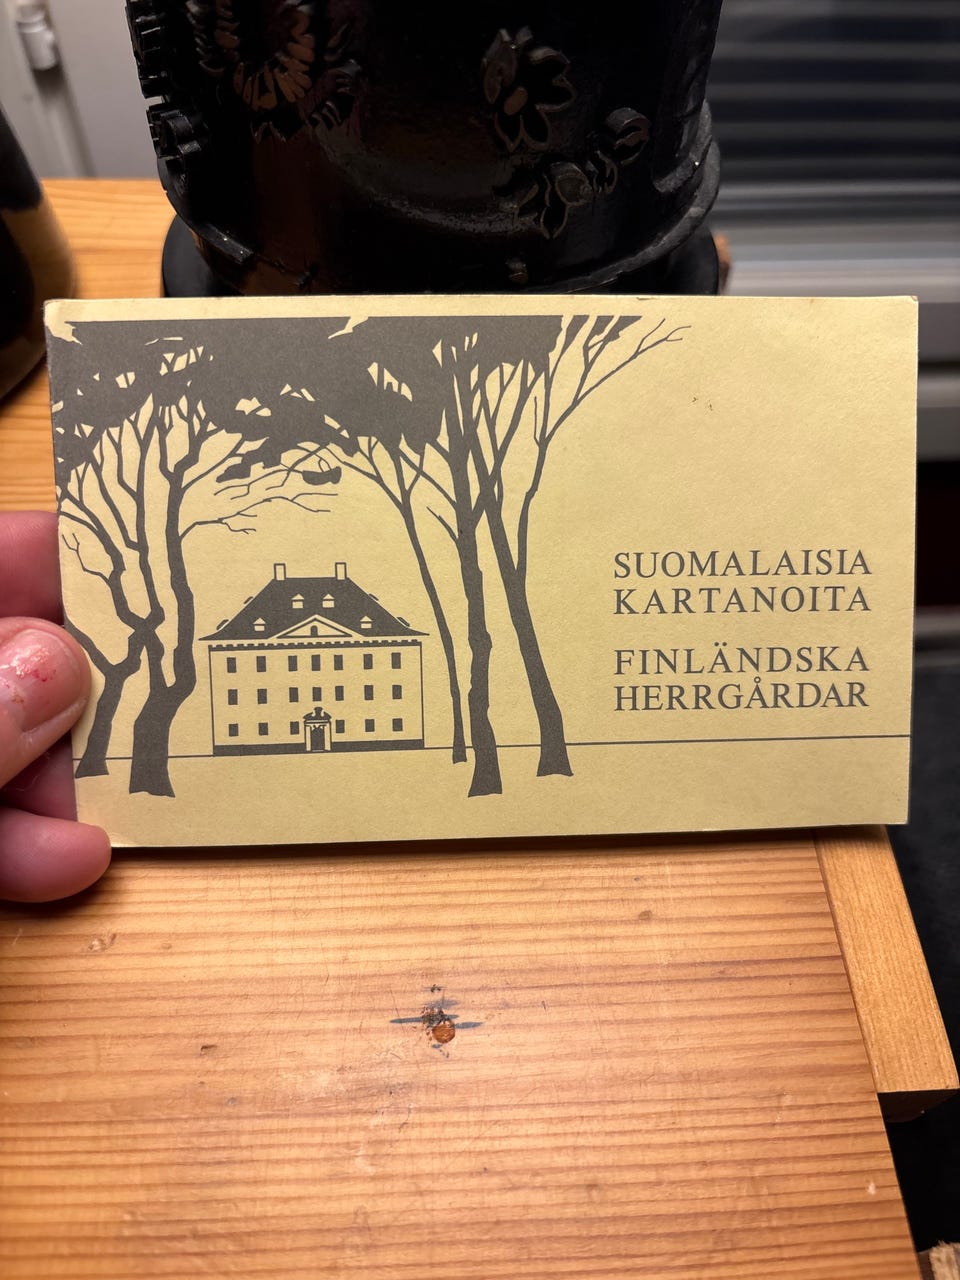 SUOMALAISIA
KARTANOITA
FINLÄNDSKA
HERRGÅRDAR